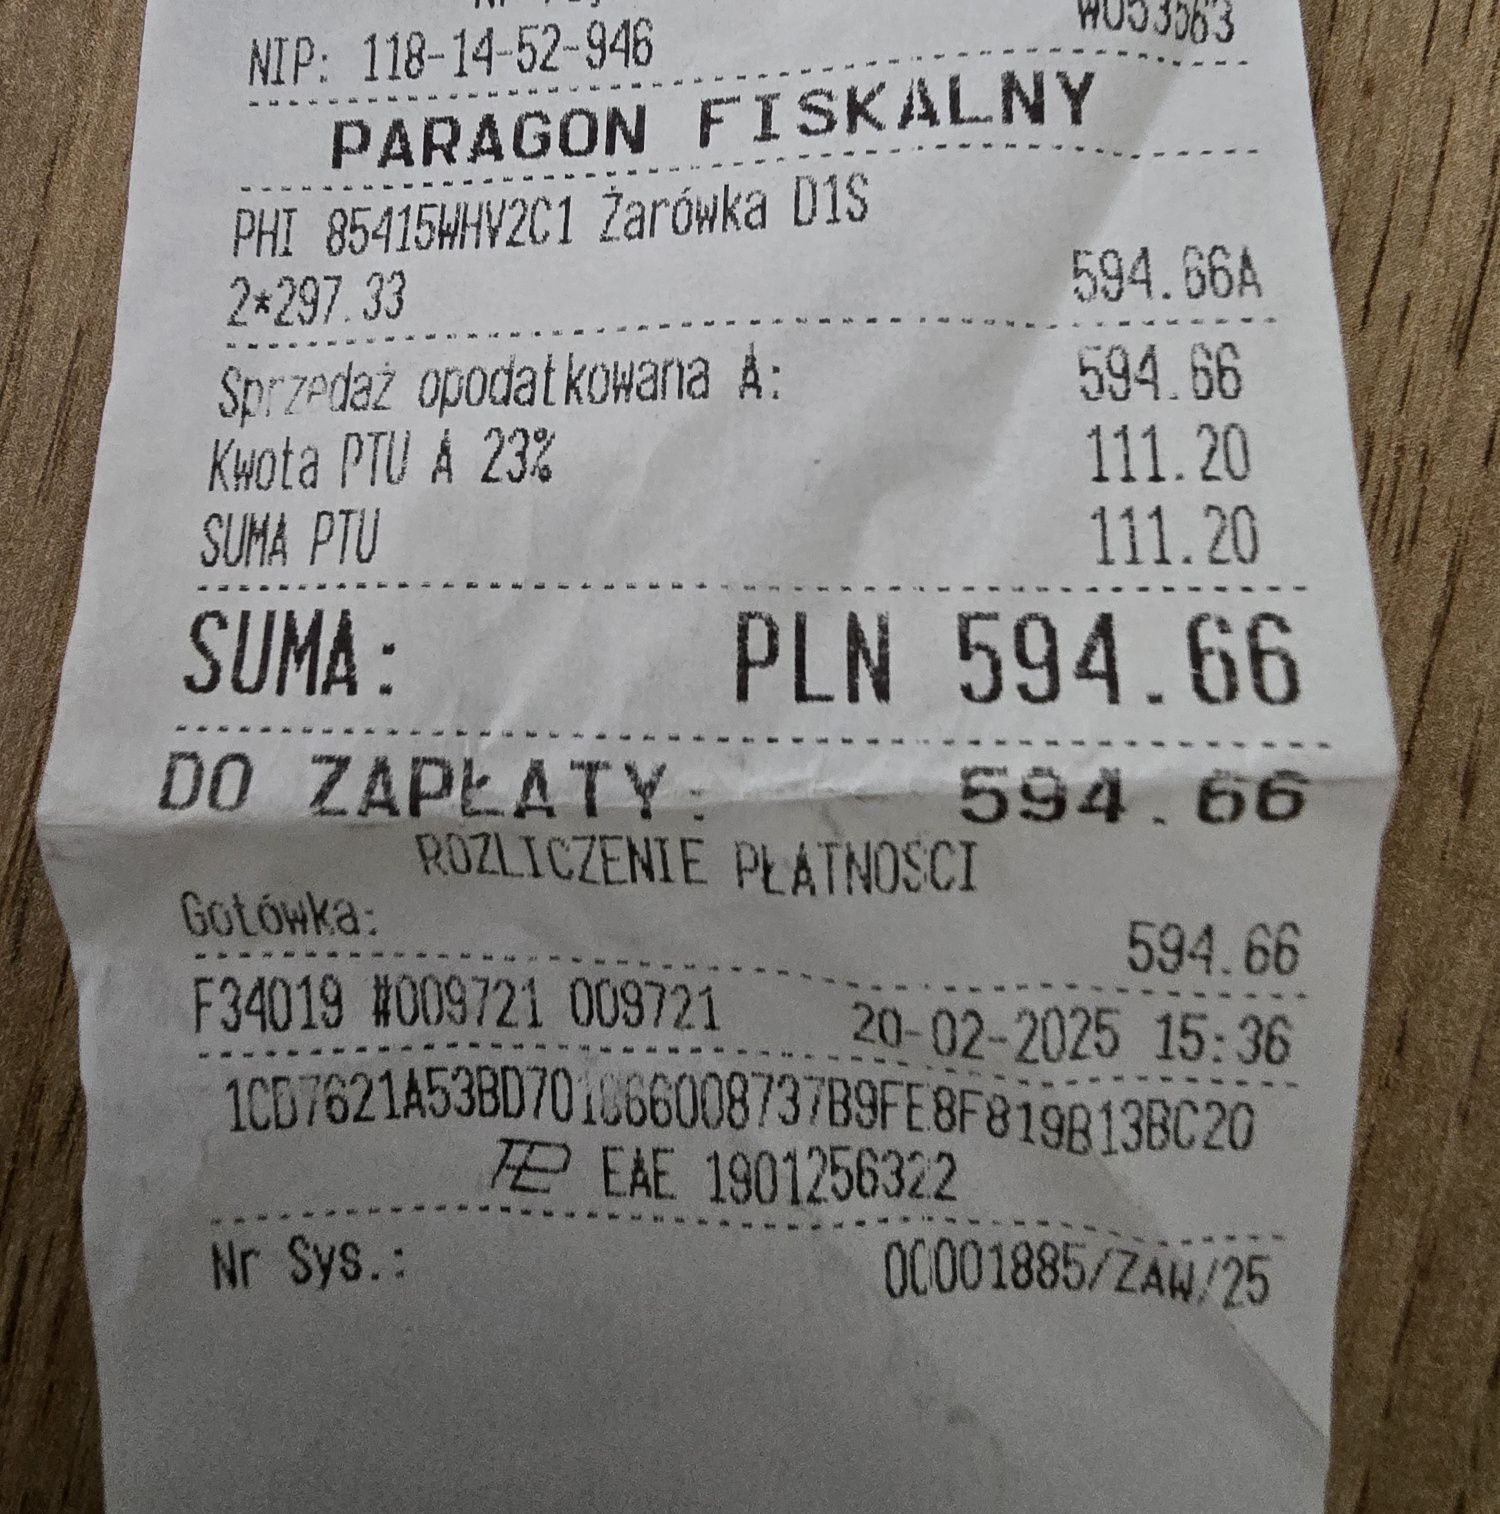 W053563
NIP: 118-14-52-946
PARAGON FISKALNY
PHI 85415WHV2C1 Żarówka D1S
2*297.33 594.66A
Sprzedaż opodatkowana A: 594.66
Kwota PTU A 23% 111.20
SUMA PTU 111.20
SUMA: PLN 594.66
DO ZAPŁATY: 594.66
ROZLICZENIE PŁATNOŚCI
Gotówka: 594.66
F34019 #009721 009721 20-02-2025 15:36
EAE 1901256322
Nr Sys.: 00001885/ZAW/25